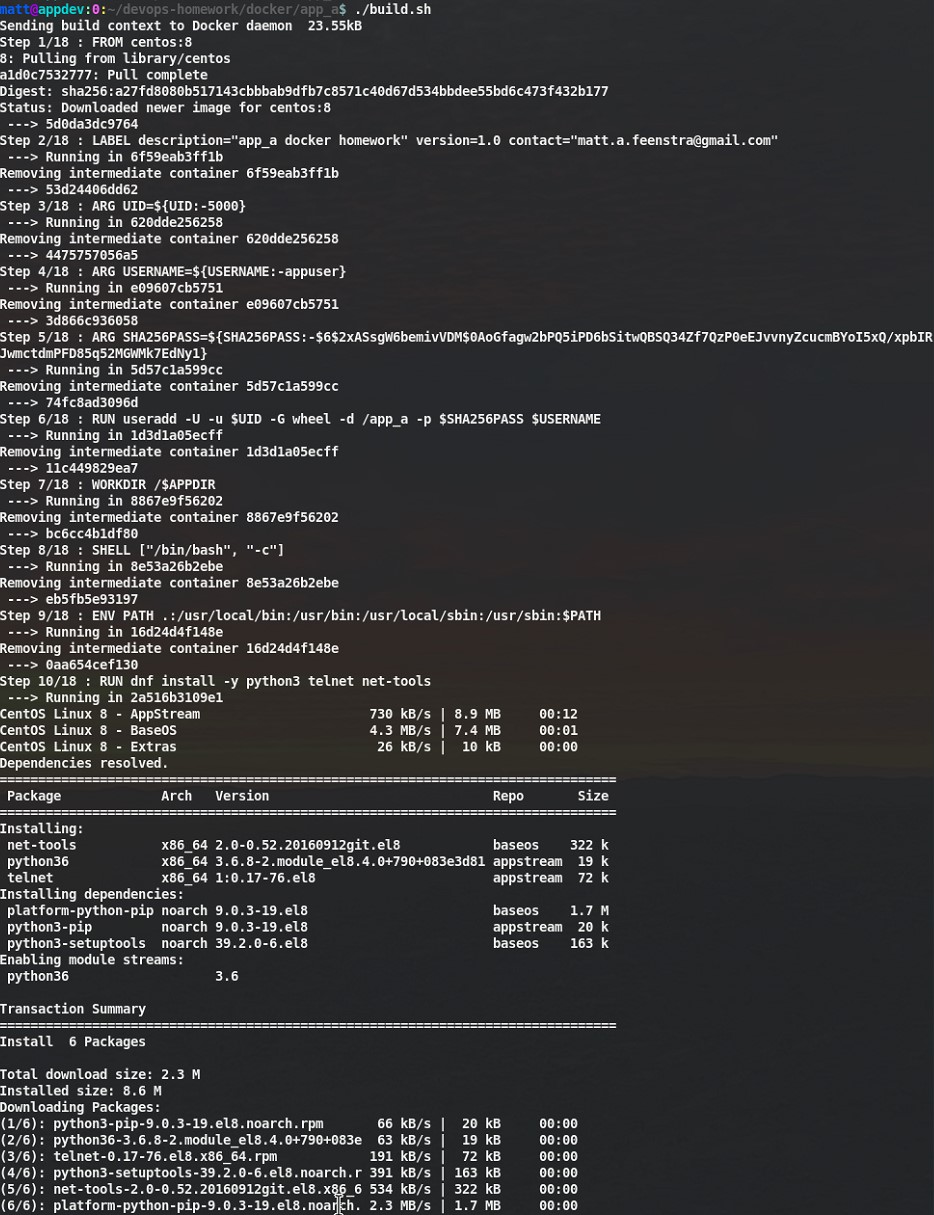 matt@appdev:0:~/devops-homework/docker/app_a$ ./build.sh
Sending build context to Docker daemon  23.55kB
Step 1/18 : FROM centos:8
8: Pulling from library/centos
a1d0c7532777: Pull complete
Digest: sha256:a27fd8080b517143cbbbab9dfb7c8571c40d67d534bbdee55bd6c473f432b177
Status: Downloaded newer image for centos:8
 ---> 5d0da3dc9764
Step 2/18 : LABEL description="app_a docker homework" version=1.0 contact="matt.a.feenstra@gmail.com"
 ---> Running in 6f59eab3ff1b
Removing intermediate container 6f59eab3ff1b
 ---> 53d24406dd62
Step 3/18 : ARG UID=${UID:-5000}
 ---> Running in 620dde256258
Removing intermediate container 620dde256258
 ---> 4475757056a5
Step 4/18 : ARG USERNAME=${USERNAME:-appuser}
 ---> Running in e09607cb5751
Removing intermediate container e09607cb5751
 ---> 3d866c936058
Step 5/18 : ARG SHA256PASS=${SHA256PASS:-$6$2xASsgW6bemivVDM$0AoGfagw2bPQ5iPD6bSitwQBSQ34Zf7QzP0eEJvvnyZcucmBYoI5xQ/xpbIR
JwmctdmPFD85q52MGWMk7EdNy1}
 ---> Running in 5d57c1a599cc
Removing intermediate container 5d57c1a599cc
 ---> 74fc8ad3096d
Step 6/18 : RUN useradd -U -u $UID -G wheel -d /app_a -p $SHA256PASS $USERNAME
 ---> Running in 1d3d1a05ecff
Removing intermediate container 1d3d1a05ecff
 ---> 11c449829ea7
Step 7/18 : WORKDIR /$APPDIR
 ---> Running in 8867e9f56202
Removing intermediate container 8867e9f56202
 ---> bc6cc4b1df80
Step 8/18 : SHELL ["/bin/bash", "-c"]
 ---> Running in 8e53a26b2ebe
Removing intermediate container 8e53a26b2ebe
 ---> eb5fb5e93197
Step 9/18 : ENV PATH .:/usr/local/bin:/usr/bin:/usr/local/sbin:/usr/sbin:$PATH
 ---> Running in 16d24d4f148e
Removing intermediate container 16d24d4f148e
 ---> 0aa654cef130
Step 10/18 : RUN dnf install -y python3 telnet net-tools
 ---> Running in 2a516b3109e1
CentOS Linux 8 - AppStream                      730 kB/s | 8.9 MB     00:12
CentOS Linux 8 - BaseOS                         4.3 MB/s | 7.4 MB     00:01
CentOS Linux 8 - Extras                          26 kB/s |  10 kB     00:00
Dependencies resolved.
================================================================================
 Package             Arch   Version                             Repo       Size
================================================================================
Installing:
 net-tools           x86_64 2.0-0.52.20160912git.el8            baseos    322 k
 python36            x86_64 3.6.8-2.module_el8.4.0+790+083e3d81 appstream  19 k
 telnet              x86_64 1:0.17-76.el8                       appstream  72 k
Installing dependencies:
 platform-python-pip noarch 9.0.3-19.el8                        baseos    1.7 M
 python3-pip         noarch 9.0.3-19.el8                        appstream  20 k
 python3-setuptools  noarch 39.2.0-6.el8                        baseos    163 k
Enabling module streams:
 python36                   3.6

Transaction Summary
================================================================================
Install  6 Packages

Total download size: 2.3 M
Installed size: 8.6 M
Downloading Packages:
(1/6): python3-pip-9.0.3-19.el8.noarch.rpm       66 kB/s |  20 kB     00:00
(2/6): python36-3.6.8-2.module_el8.4.0+790+083e  63 kB/s |  19 kB     00:00
(3/6): telnet-0.17-76.el8.x86_64.rpm            191 kB/s |  72 kB     00:00
(4/6): python3-setuptools-39.2.0-6.el8.noarch.r 391 kB/s | 163 kB     00:00
(5/6): net-tools-2.0-0.52.20160912git.el8.x86_6 534 kB/s | 322 kB     00:00
(6/6): platform-python-pip-9.0.3-19.el8.noarch. 2.3 MB/s | 1.7 MB     00:00